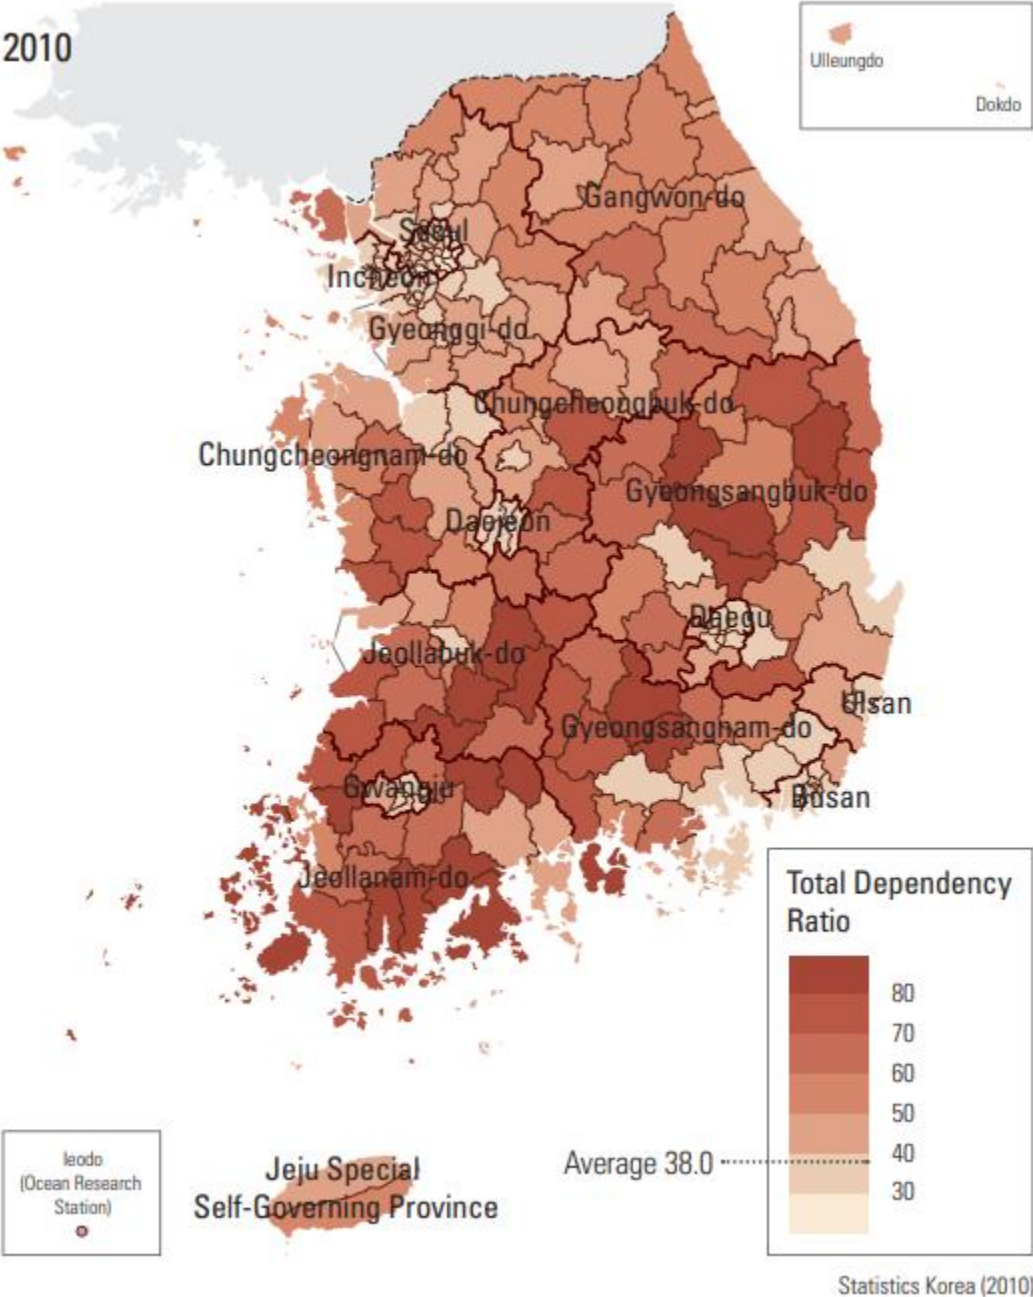 2010
Ulleungdo
Dokdo
Gangwon-do
Seoul
Incheon
Gyeonggi-do
Chungcheongbuk-do
Chungcheongnam-do
Gyeongsangbuk-do
Daejeon
Daegu
Jeollabuk-do
Ulsan
Gyeongsangnam-do
Gwangju
Busan
Jeollanam-do
Total Dependency
Ratio
80
70
60
50
40
30
Average 38.0
Ieodo
(Ocean Research
Station)
Jeju Special
Self-Governing Province
Statistics Korea (2010)